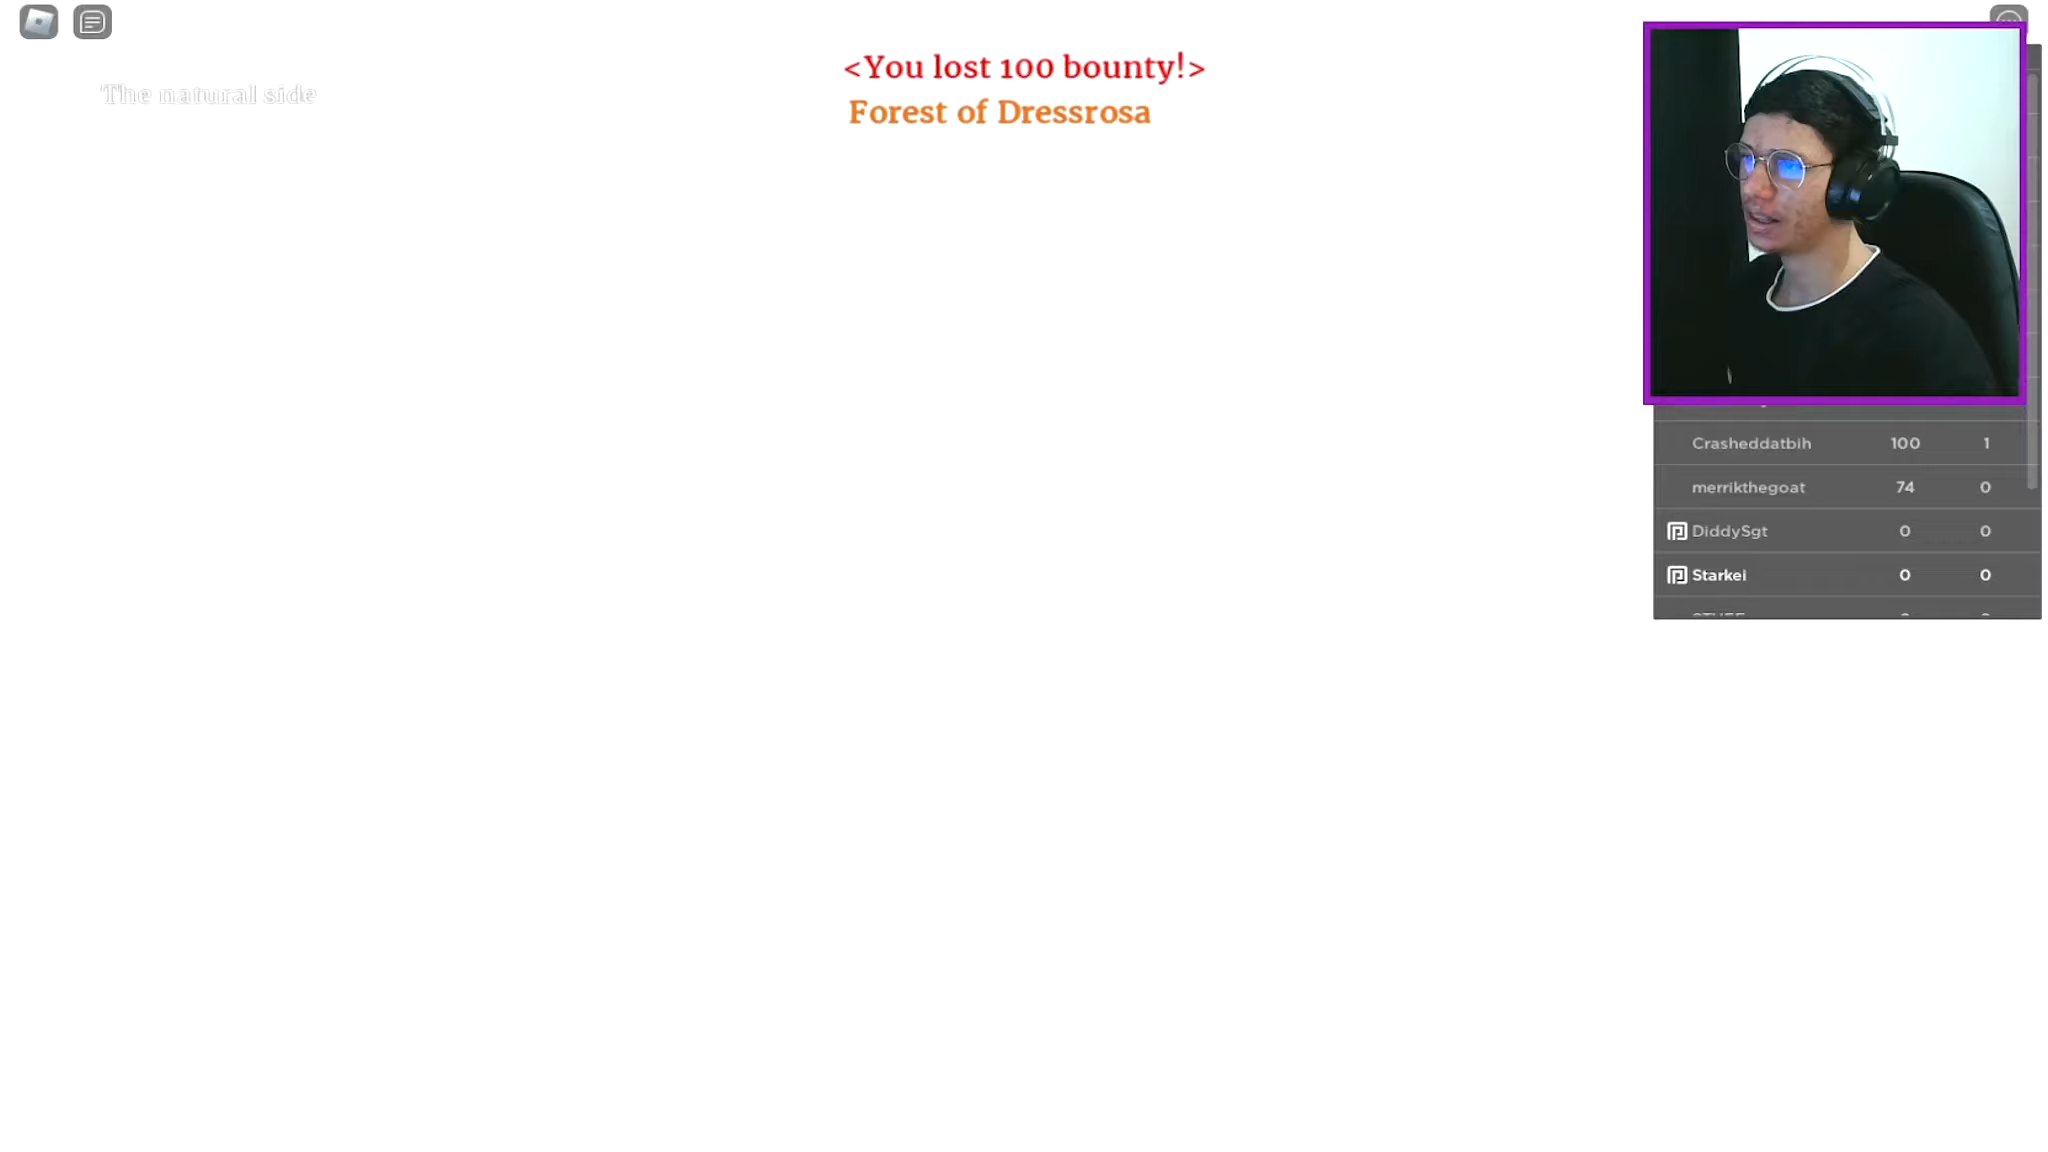 The natural side
<You lost 100 bounty!>
Forest of Dressrosa
Crasheddatbih 100 1
merrikthegoat 74 0
DiddySgt 0 0
Starkei 0 0